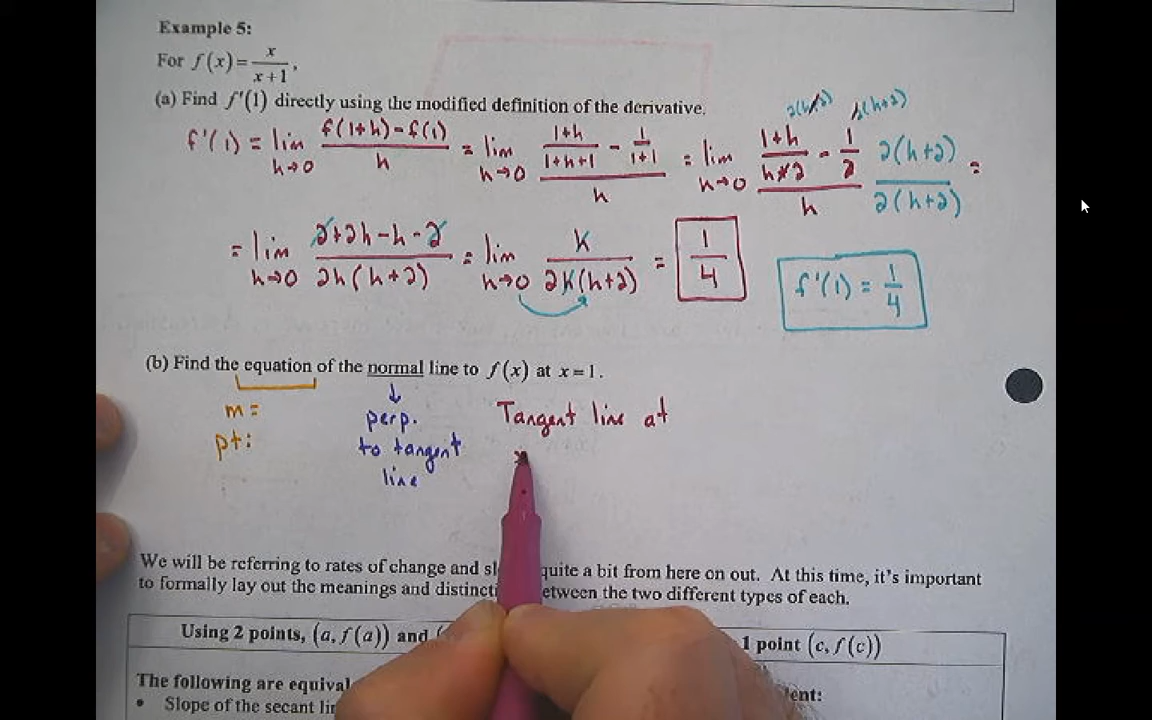 Example 5:
For f(x) = x/(x+1),
(a) Find f'(1) directly using the modified definition of the derivative.
2(h+2) 2(h+2)
f'(1) = lim h→0 (f(1+h) - f(1))/h = lim h→0 ((1+h)/(1+h+1) - 1/(1+1))/h = lim h→0 ((1+h)/(h+2) - 1/2)/h 2(h+2)/2(h+2) =
= lim h→0 (2+2h-h-2)/(2h(h+2)) = lim h→0 h/(2h(h+2)) = 1/4
f'(1) = 1/4
(b) Find the equation of the normal line to f(x) at x = 1.
m =
pt:
perp.
to tangent
line
Tangent line at
x
We will be referring to rates of change and quite a bit from here on out. At this time, it's important
to formally lay out the meanings and between the two different types of each.
Using 2 points, (a, f(a)) and
1 point (c, f(c))
The following are
• Slope of the secant